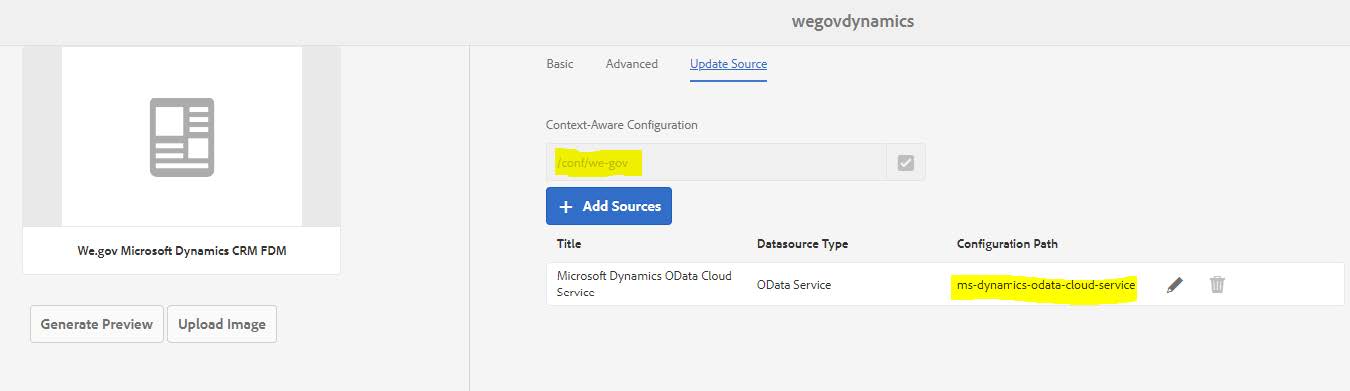 wegovdynamics
We.gov Microsoft Dynamics CRM FDM
Generate Preview Upload Image
Basic Advanced Update Source
Context-Aware Configuration
/conf/we-gov
+ Add Sources
Title Datasource Type Configuration Path
Microsoft Dynamics OData Cloud
Service
OData Service
ms-dynamics-odata-cloud-service